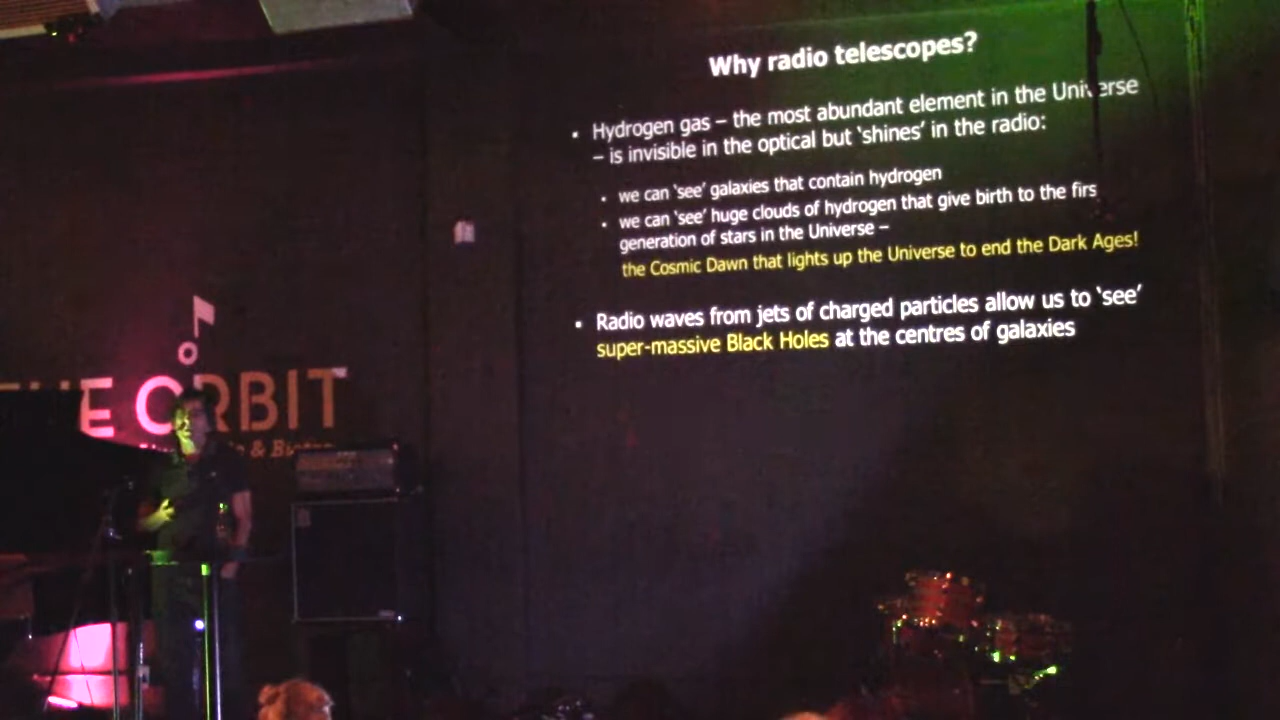 Why radio telescopes?
• Hydrogen gas – the most abundant element in the Universe
– is invisible in the optical but ‘shines’ in the radio:
• we can ‘see’ galaxies that contain hydrogen
• we can ‘see’ huge clouds of hydrogen that give birth to the firs
generation of stars in the Universe –
the Cosmic Dawn that lights up the Universe to end the Dark Ages!
• Radio waves from jets of charged particles allow us to ‘see’
super-massive Black Holes at the centres of galaxies
THE ORBIT
&